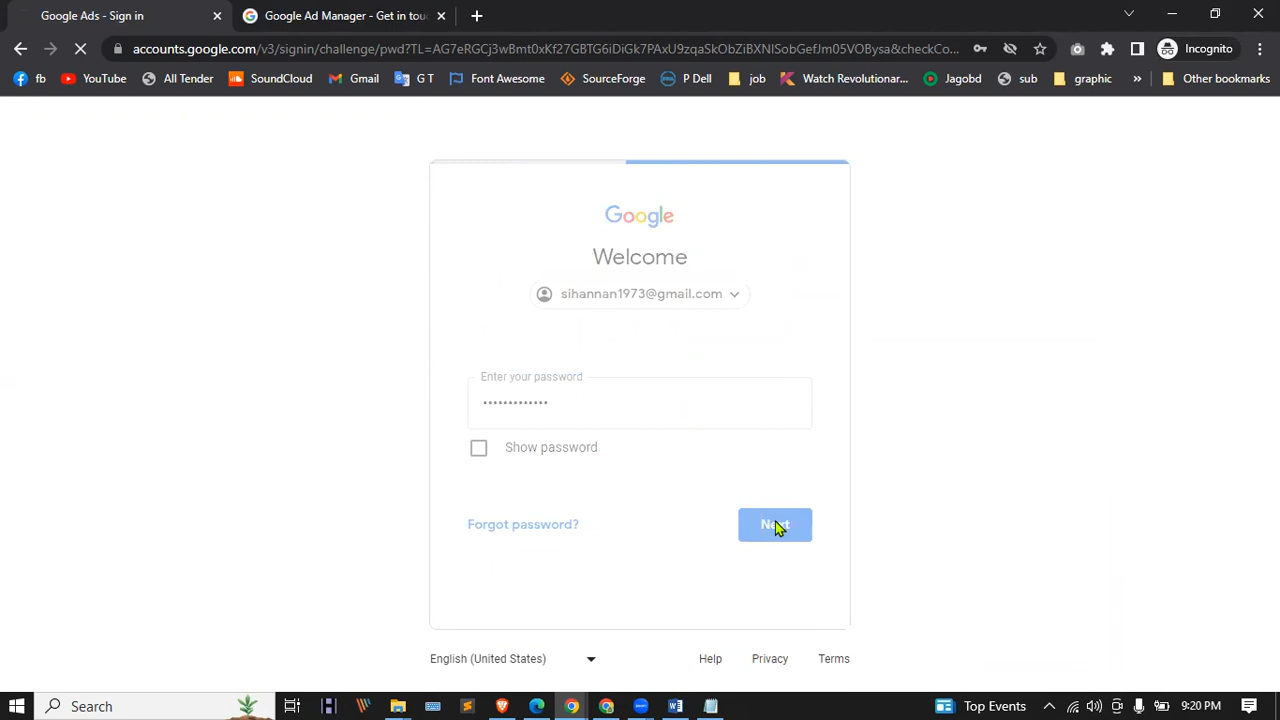 Google Ads - Sign in
Google Ad Manager - Get in tou
accounts.google.com/v3/signin/challenge/pwd?TL=AG7eRGCj3wBmt0xKf27GBTG6iDiGk7PAxU9zqaSkObZiBXNISobGefJm05VOBysa&checkCo...
Incognito
fb YouTube All Tender SoundCloud Gmail G T Font Awesome SourceForge P Dell job Watch Revolutionar... Jagobd sub graphic » Other bookmarks
Google
Welcome
sihannan1973@gmail.com
Enter your password
•••••••••••••
Show password
Forgot password?
Next
English (United States)
Help Privacy Terms
Search
Top Events
9:20 PM